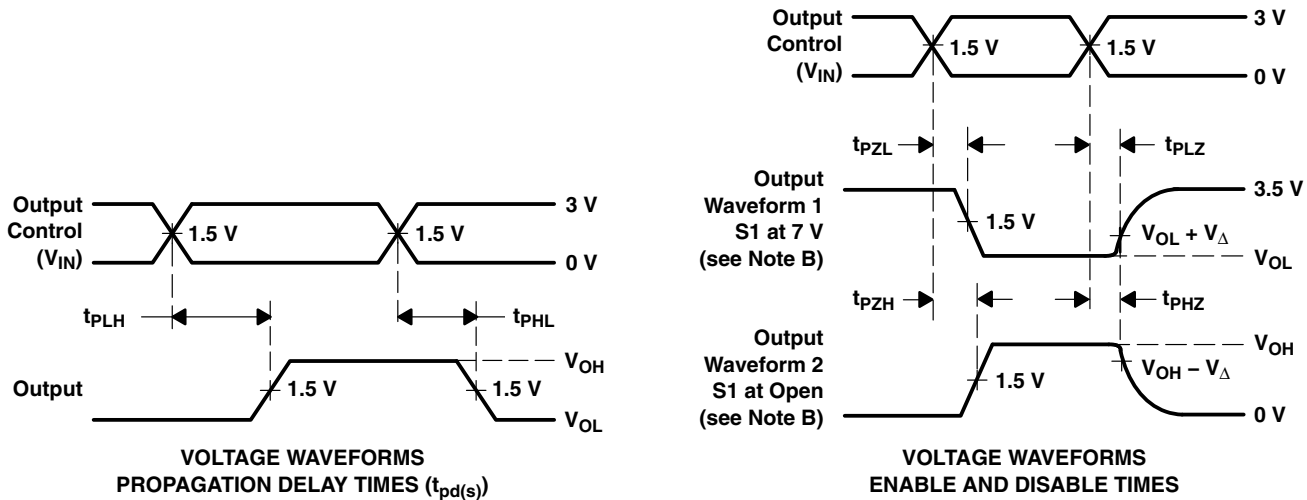 Output
Control
(VIN)
3 V
1.5 V
1.5 V
0 V
tPLH
tPHL
Output
VOH
1.5 V
1.5 V
VOL
VOLTAGE WAVEFORMS
PROPAGATION DELAY TIMES (tpd(s))
Output
Control
(VIN)
3 V
1.5 V
1.5 V
0 V
tPZL
tPLZ
Output
Waveform 1
S1 at 7 V
(see Note B)
3.5 V
1.5 V
VOL + VΔ
VOL
tPZH
tPHZ
Output
Waveform 2
S1 at Open
(see Note B)
VOH
1.5 V
VOH − VΔ
0 V
VOLTAGE WAVEFORMS
ENABLE AND DISABLE TIMES